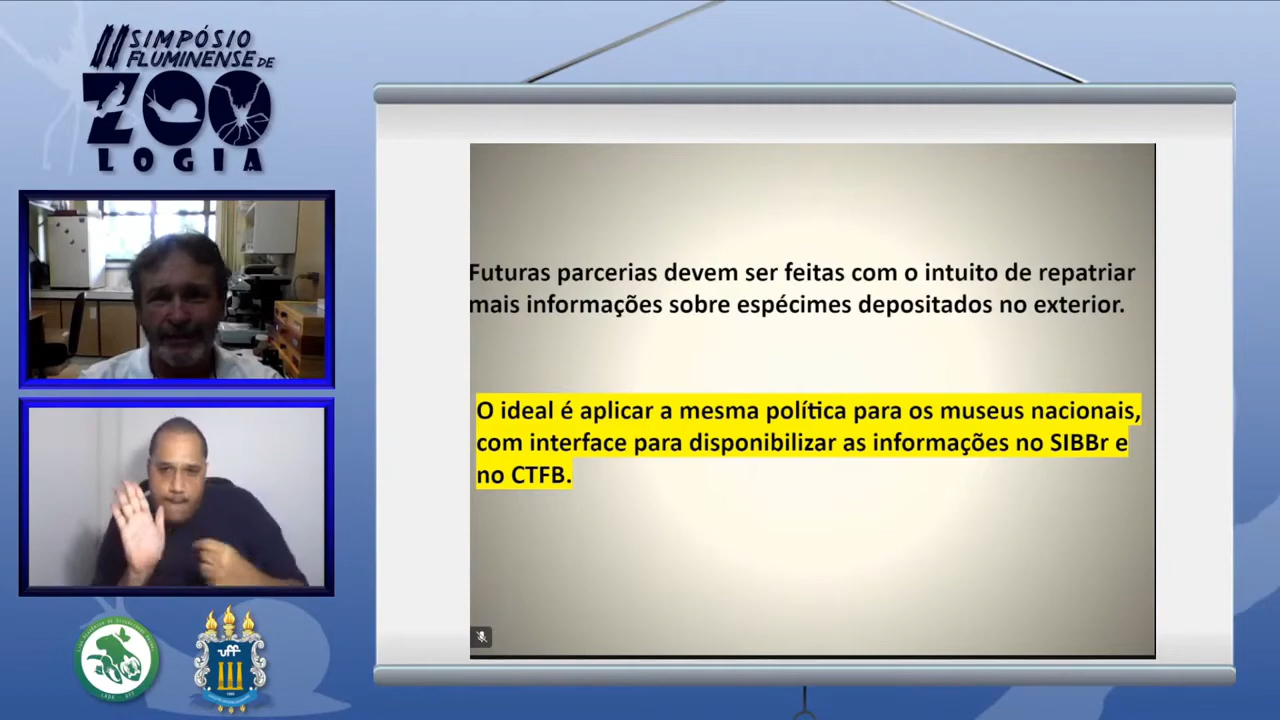 II SIMPÓSIO
FLUMINENSE DE
ZOO
LOGIA
Futuras parcerias devem ser feitas com o intuito de repatriar
mais informações sobre espécimes depositados no exterior.
O ideal é aplicar a mesma política para os museus nacionais,
com interface para disponibilizar as informações no SIBBr e
no CTFB.
uff